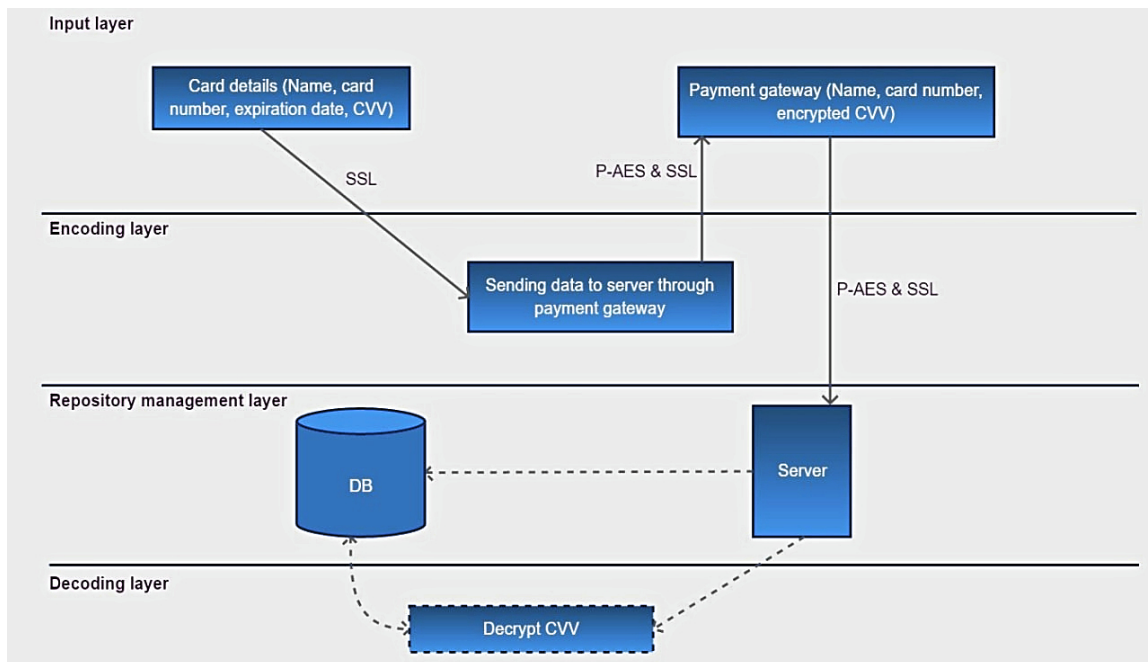 Input layer
Card details (Name, card
number, expiration date, CVV)
Payment gateway (Name, card number,
encrypted CVV)
SSL
P-AES & SSL
Encoding layer
Sending data to server through
payment gateway
P-AES & SSL
Repository management layer
DB
Server
Decoding layer
Decrypt CVV